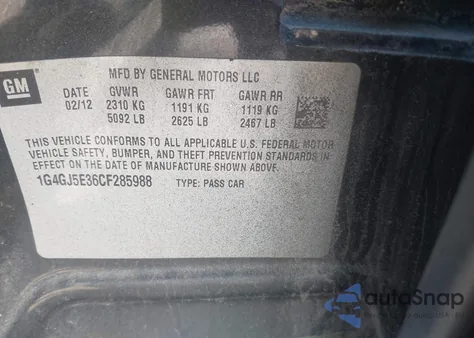 GM
MFD BY GENERAL MOTORS LLC
DATE GVWR GAWR FRT GAWR RR
02/12 2310 KG 1191 KG 1119 KG
5092 LB 2625 LB 2467 LB
THIS VEHICLE CONFORMS TO ALL APPLICABLE U.S. FEDERAL MOTOR
VEHICLE SAFETY, BUMPER, AND THEFT PREVENTION STANDARDS IN
EFFECT ON THE DATE OF MANUFACTURE SHOWN ABOVE.
1G4GJ5E36CF285988 TYPE: PASS CAR
autoSnap